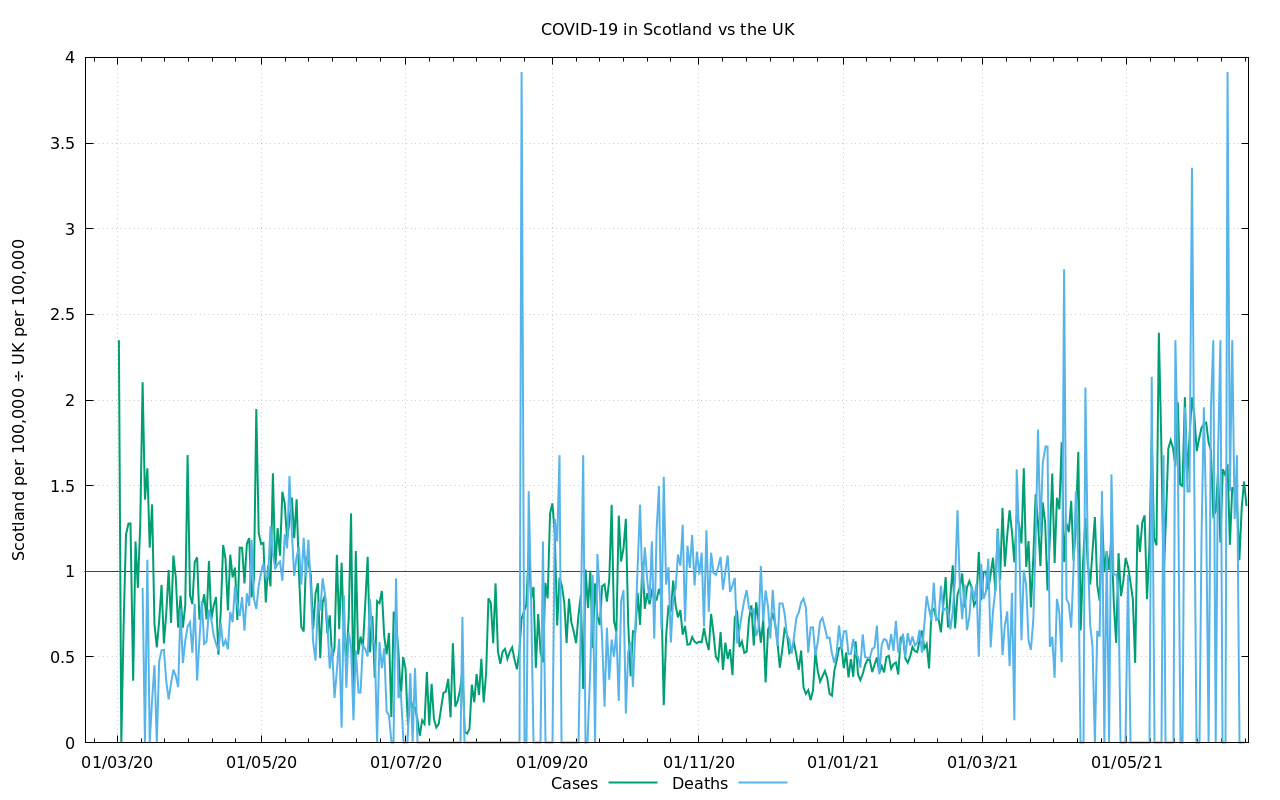 COVID-19 in Scotland vs the UK
Scotland per 100,000 ÷ UK per 100,000
4
3.5
3
2.5
2
1.5
1
0.5
0
01/03/20 01/05/20 01/07/20 01/09/20 01/11/20 01/01/21 01/03/21 01/05/21
Cases Deaths